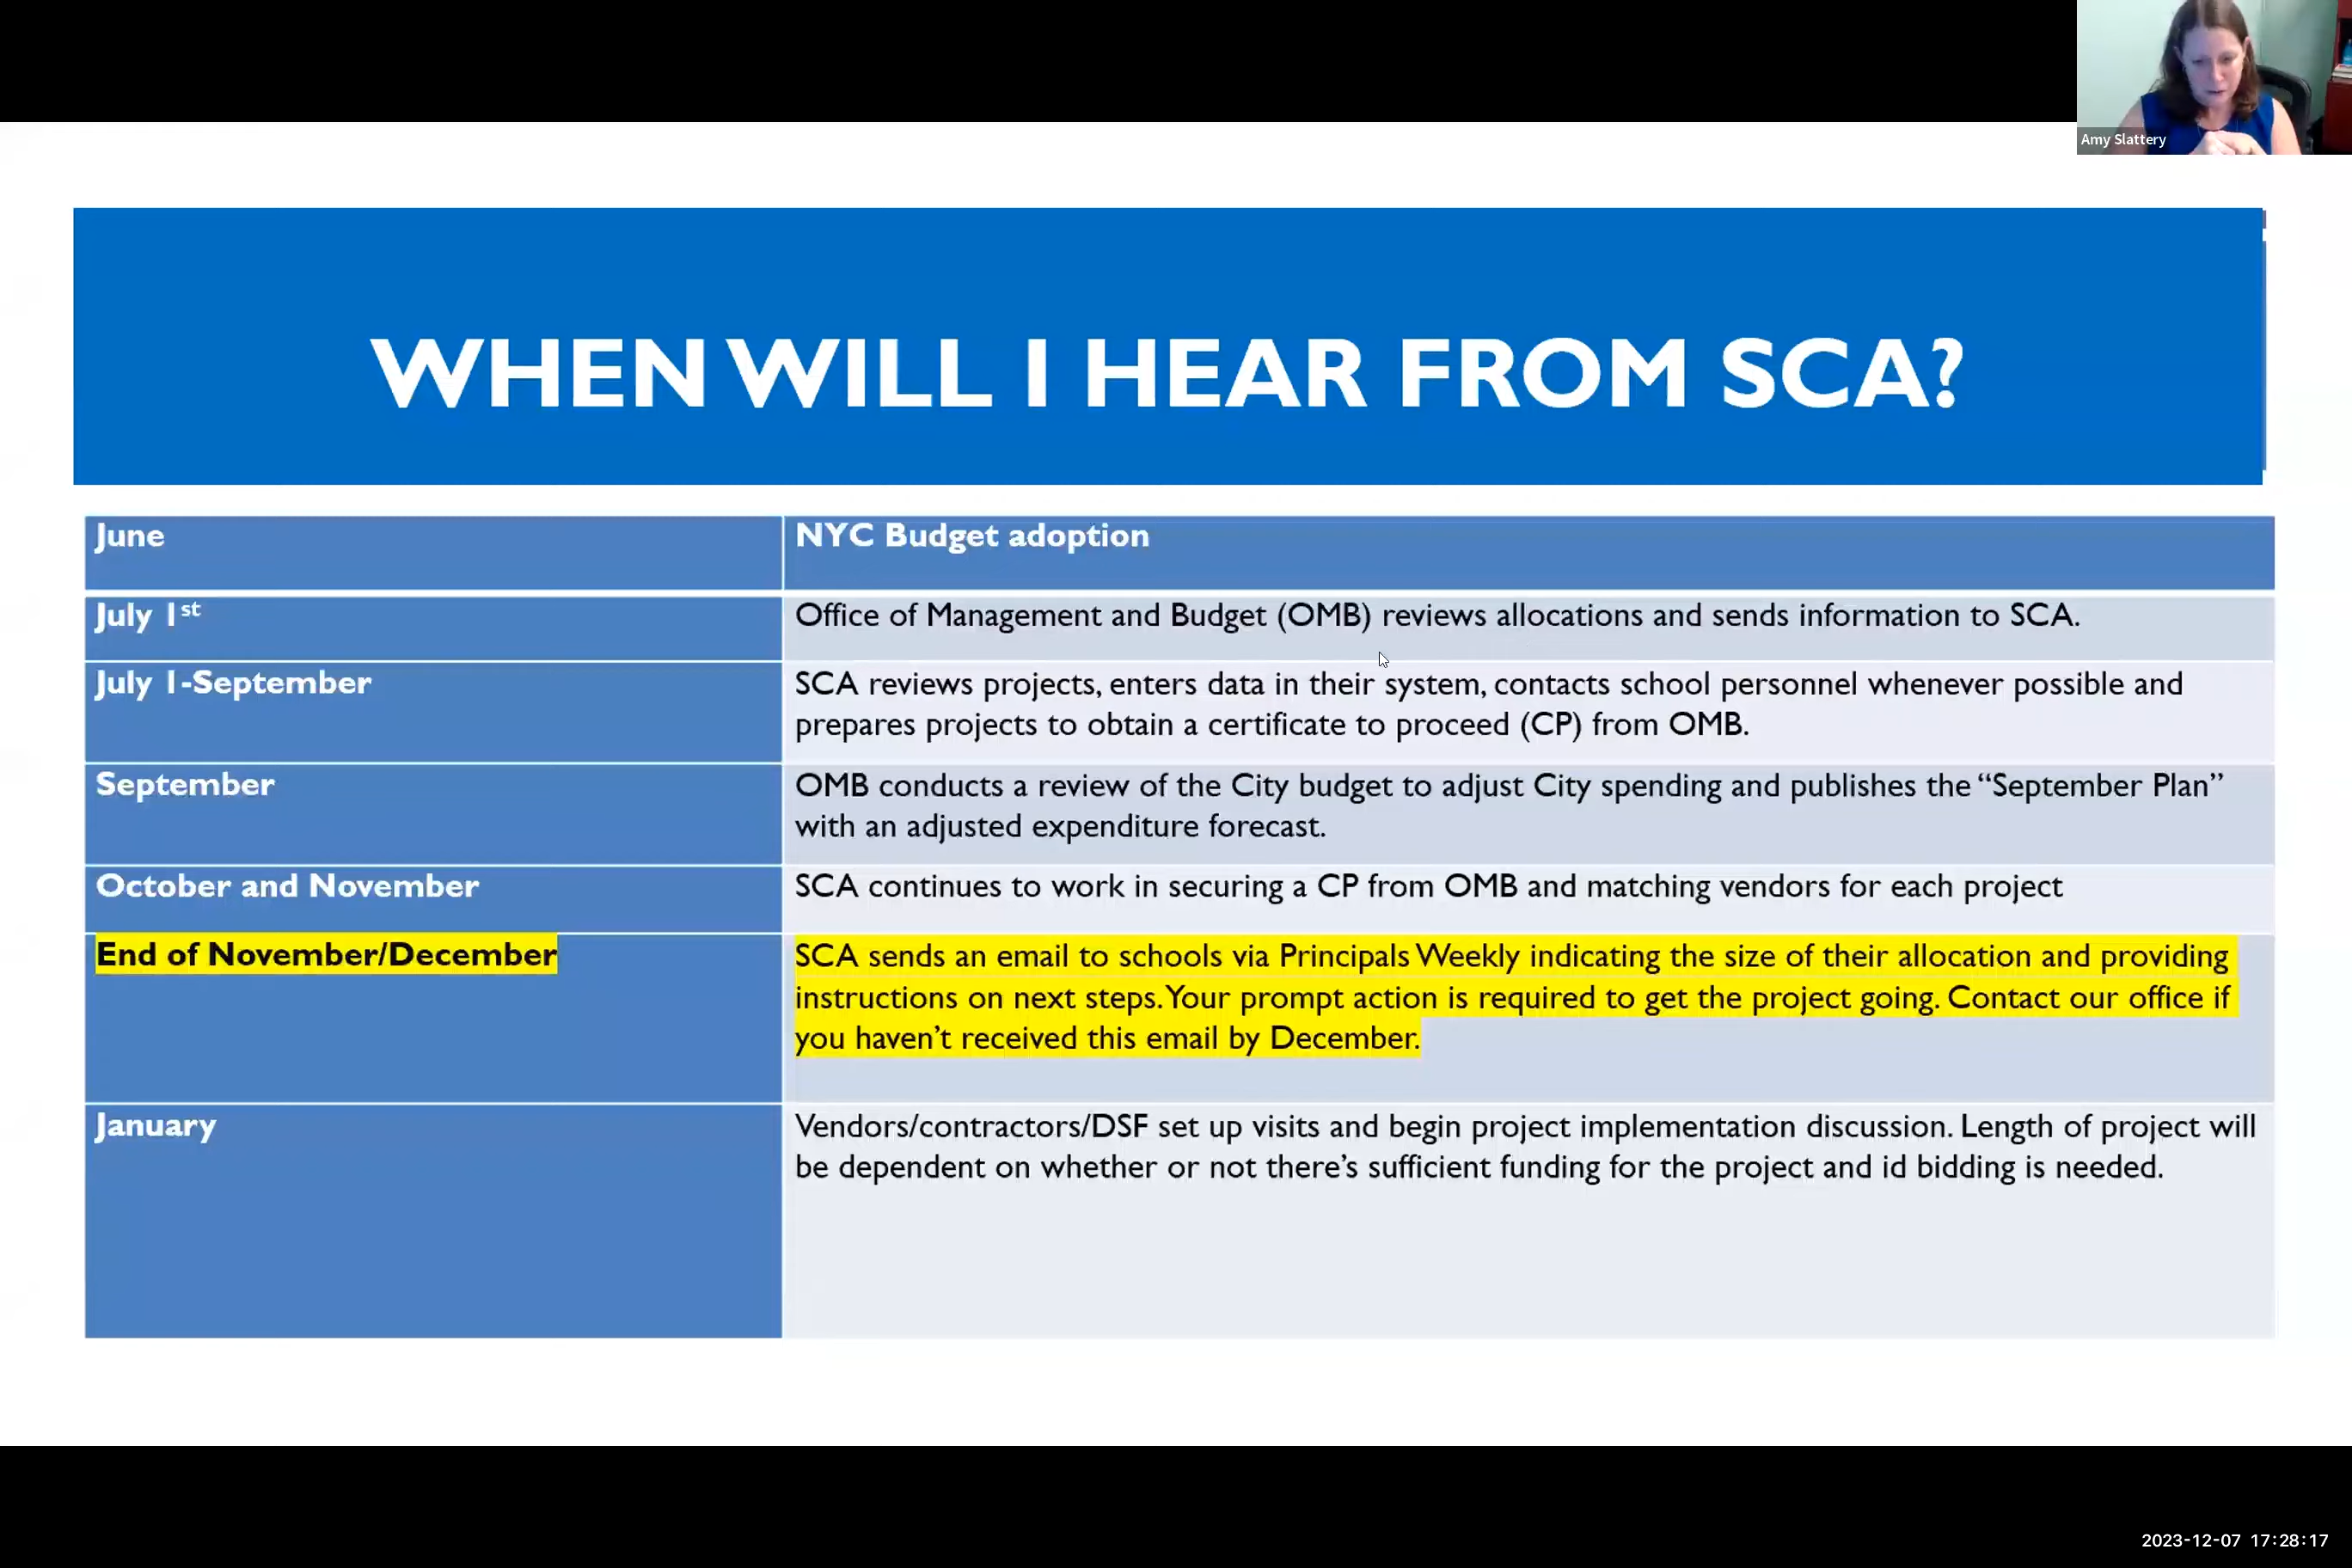 Amy Slattery
WHEN WILL I HEAR FROM SCA?
June
NYC Budget adoption
July 1st
Office of Management and Budget (OMB) reviews allocations and sends information to SCA.
July 1-September
SCA reviews projects, enters data in their system, contacts school personnel whenever possible and
prepares projects to obtain a certificate to proceed (CP) from OMB.
September
OMB conducts a review of the City budget to adjust City spending and publishes the “September Plan”
with an adjusted expenditure forecast.
October and November
SCA continues to work in securing a CP from OMB and matching vendors for each project
End of November/December
SCA sends an email to schools via Principals Weekly indicating the size of their allocation and providing
instructions on next steps. Your prompt action is required to get the project going. Contact our office if
you haven’t received this email by December.
January
Vendors/contractors/DSF set up visits and begin project implementation discussion. Length of project will
be dependent on whether or not there’s sufficient funding for the project and id bidding is needed.
2023-12-07 17:28:17